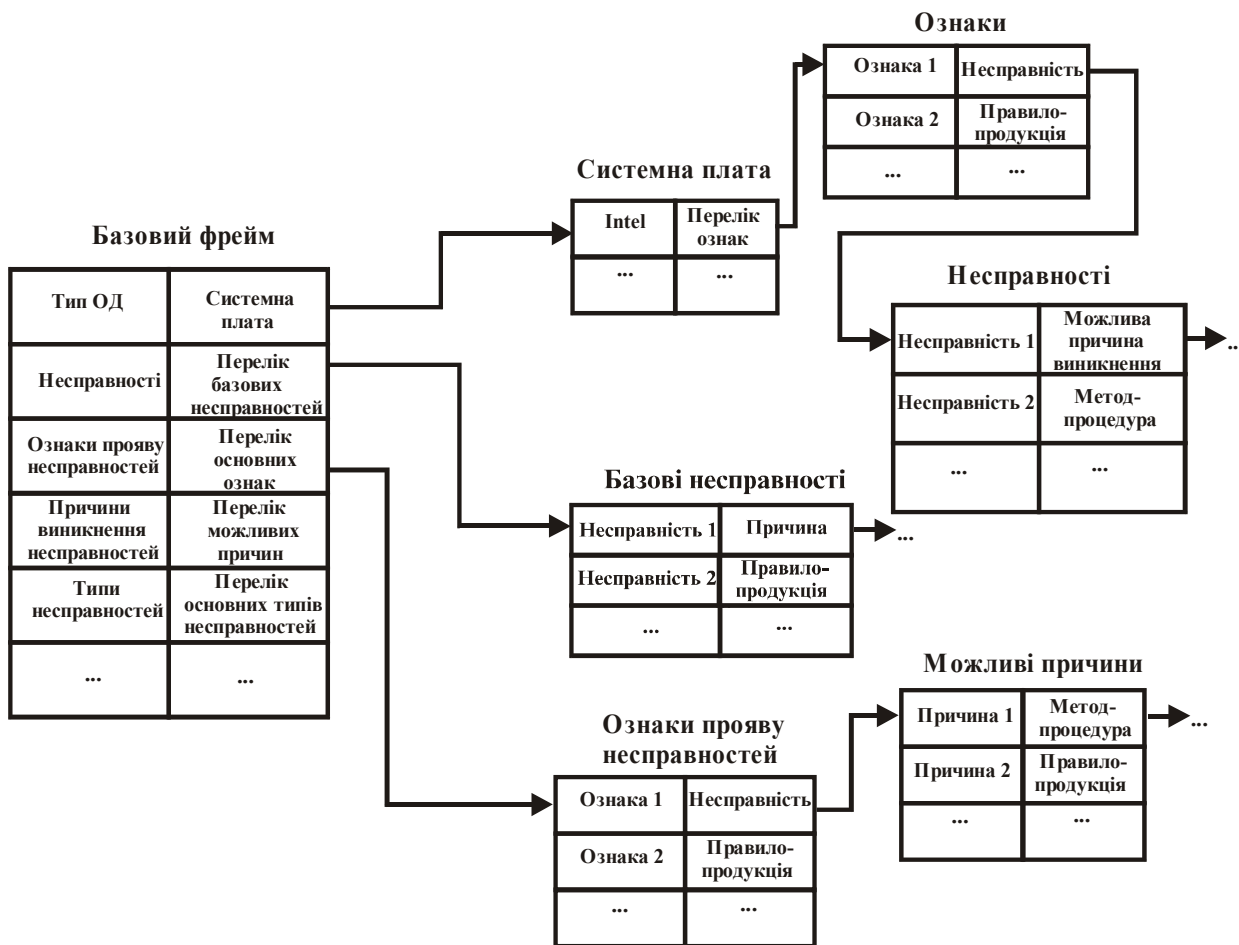 Ознаки
Ознака 1
Несправність
Ознака 2
Правило-
продукція
...
...
Системна плата
Intel
Перелік
ознак
...
...
Базовий фрейм
Тип ОД
Системна
плата
Несправності
Перелік
базових
несправностей
Ознаки прояву
несправностей
Перелік
основних
ознак
Причини
виникнення
несправностей
Перелік
можливих
причин
Типи
несправностей
Перелік
основних типів
несправностей
...
...
Несправності
Несправність 1
Можлива
причина
виникнення
..
Несправність 2
Метод-
процедура
...
...
Базові несправності
Несправність 1
Причина
...
Несправність 2
Правило-
продукція
...
...
Можливі причини
Причина 1
Метод-
процедура
...
Причина 2
Правило-
продукція
...
...
Ознаки прояву
несправностей
Ознака 1
Несправність
Ознака 2
Правило-
продукція
...
...